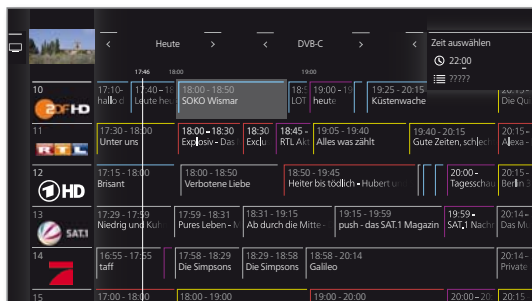 < Heute > < DVB-C > <
Zeit auswählen
22:00
?????
17:46 18:00 19:00
10 17:10- 17:40 – 18 18:00 - 18:50 18:5 19:00 – 19 19:25 - 20:15 20:15-
ZDF HD hallo d Leute heu SOKO Wismar LOT heute Küstenwache Die Qu
11 17:30 - 18:00 18:00 – 18:30 18:30 18:45 - 19:05 - 19:40 19:40 - 20:15 20:15 –
RTL Unter uns Explosiv - Das Exclu RTL Akt Alles was zählt Gute Zeiten, schlech Alexa -
12 17:15 - 18:00 18:00 - 18:50 18:50 - 19:45 20:00 - 20:15 –
HD Brisant Verbotene Liebe Heiter bis tödlich - Hubert un Tagesschau Berlin
13 17:29 - 17:59 17:59 - 18:31 18:31 - 19:15 19:15 - 19:59 19:59 - 20:14 –
SAT.1 Niedrig und Kuh Pures Leben - M Ab durch die Mitte - push - das SAT.1 Magazin SAT.1 Nachr Das Mu
14 16:55 - 17:55 17:58 - 18:29 18:29 - 18:58 18:58 - 20:14 20:14 –
taff Die Simpsons Die Simpsons Galileo Private
15 17:00 - 18:00 18:00 - 19:00 19:00 - 20:00 20:00 – 20 20:15